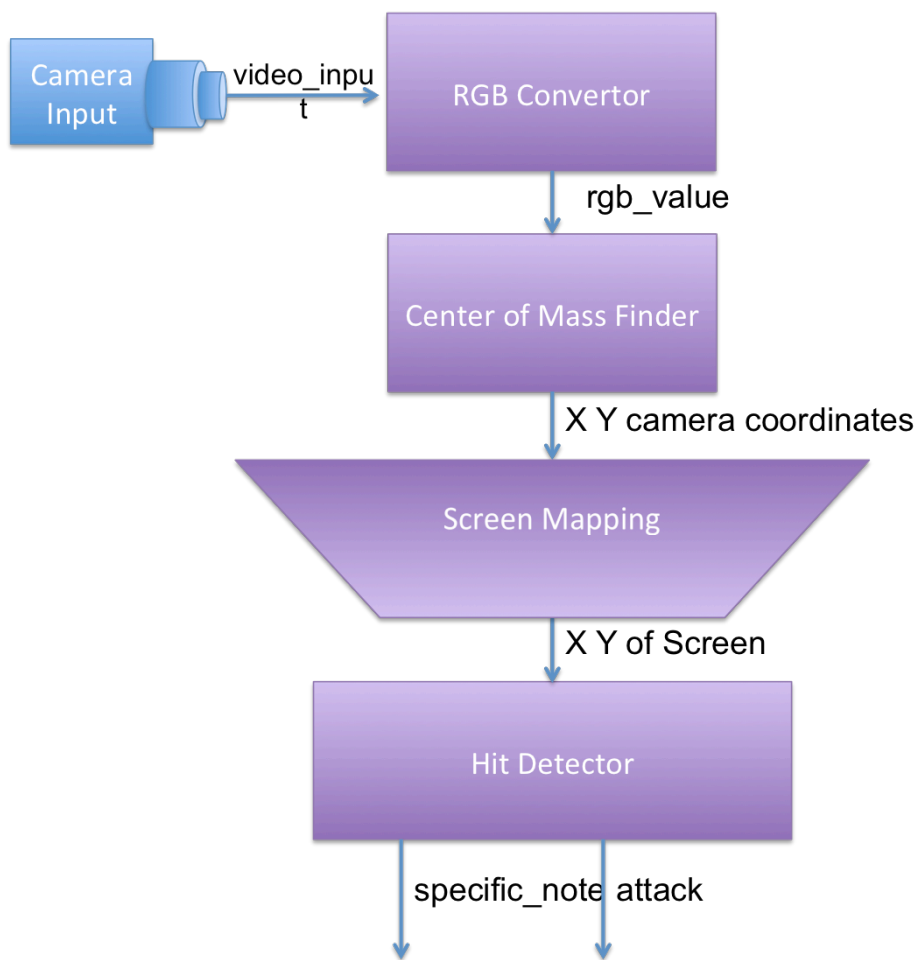 Camera
Input
video_inpu
t
RGB Convertor
rgb_value
Center of Mass Finder
X Y camera coordinates
Screen Mapping
X Y of Screen
Hit Detector
specific_note attack